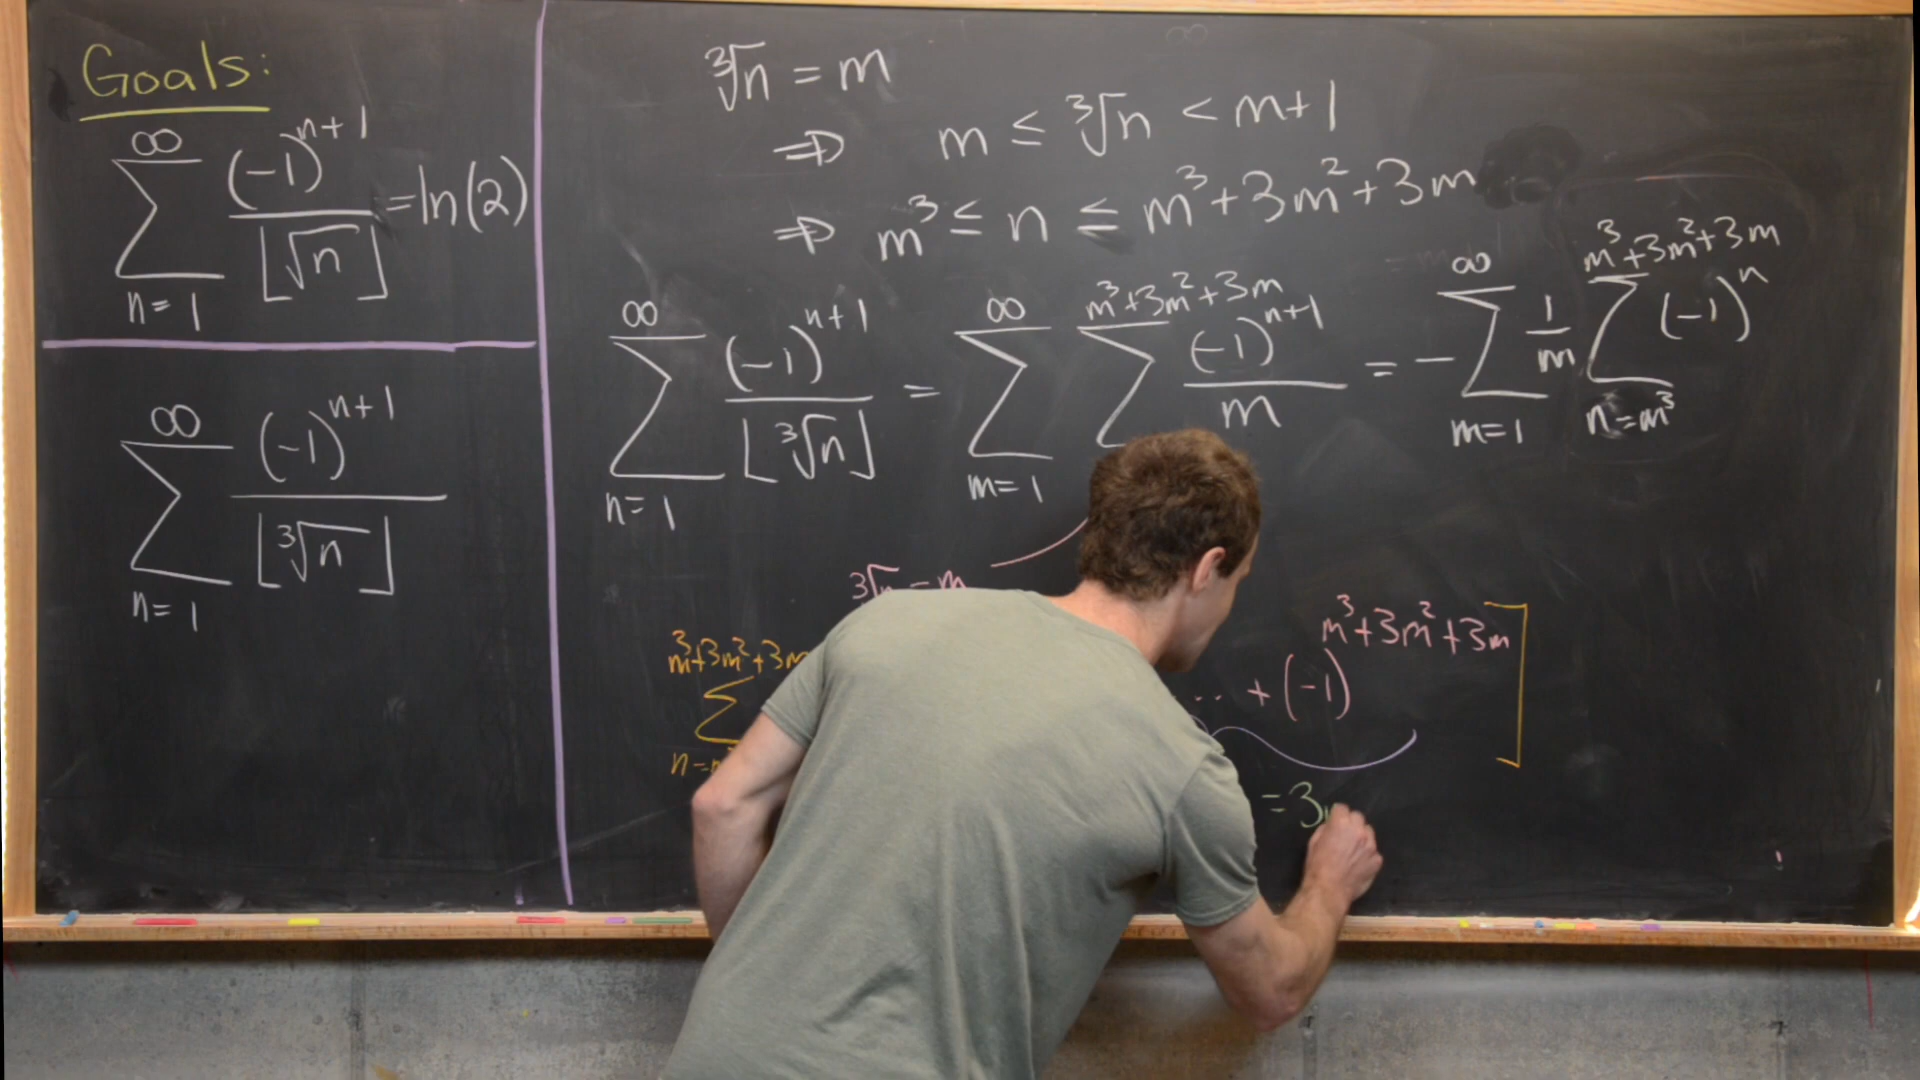 Goals:
∞ ∑ n=1 (-1)^{n+1} / ⌊√n⌋ = ln(2)
∞ ∑ n=1 (-1)^{n+1} / ⌊∛n⌋
∛n = m
⇒ m ≤ ∛n < m+1
⇒ m³ ≤ n ≤ m³+3m²+3m
∞ ∑ n=1 (-1)^{n+1} / ⌊∛n⌋ = ∞ ∑ m=1 m³+3m²+3m ∑ (-1)^{n+1} / m = - ∞ ∑ m=1 1/m m³+3m²+3m ∑ n=m³ (-1)^n
∛n = m
m³+3m²+3m ∑ n= ... + (-1)^{m³+3m²+3m} ]
= 3